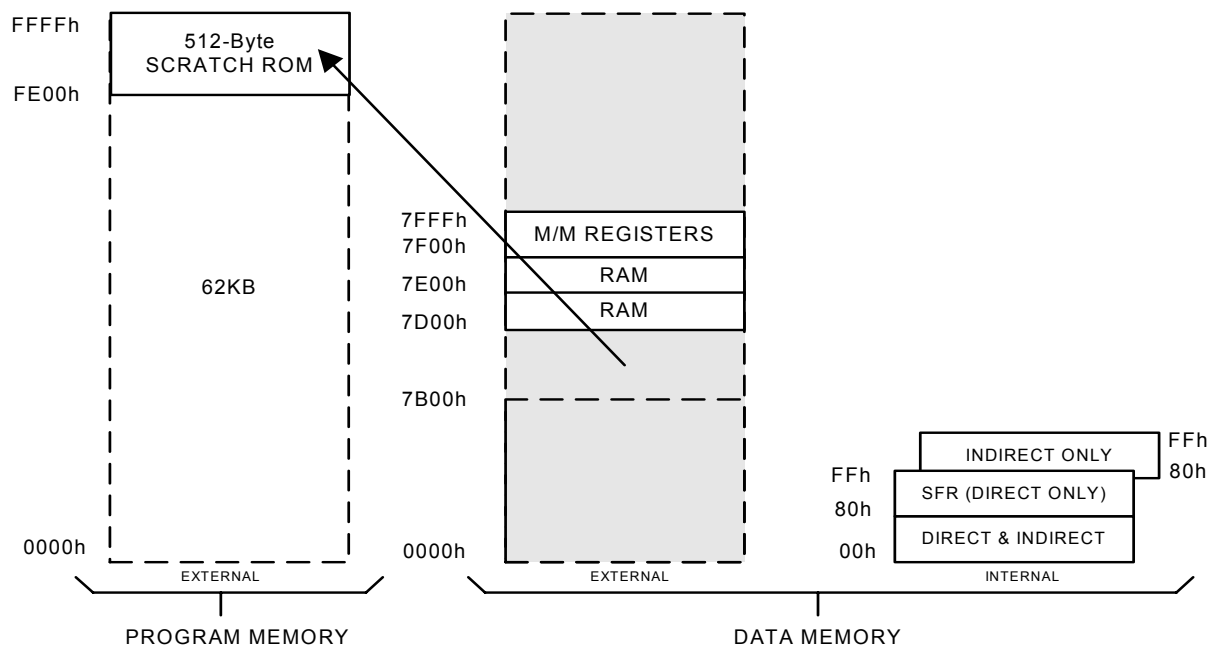 FFFFh
512-Byte
SCRATCH ROM
FE00h
62KB
0000h
EXTERNAL
PROGRAM MEMORY
7FFFh
M/M REGISTERS
7F00h
RAM
7E00h
RAM
7D00h
7B00h
0000h
EXTERNAL
INDIRECT ONLY
FFh
80h
FFh
SFR (DIRECT ONLY)
80h
DIRECT & INDIRECT
00h
INTERNAL
DATA MEMORY